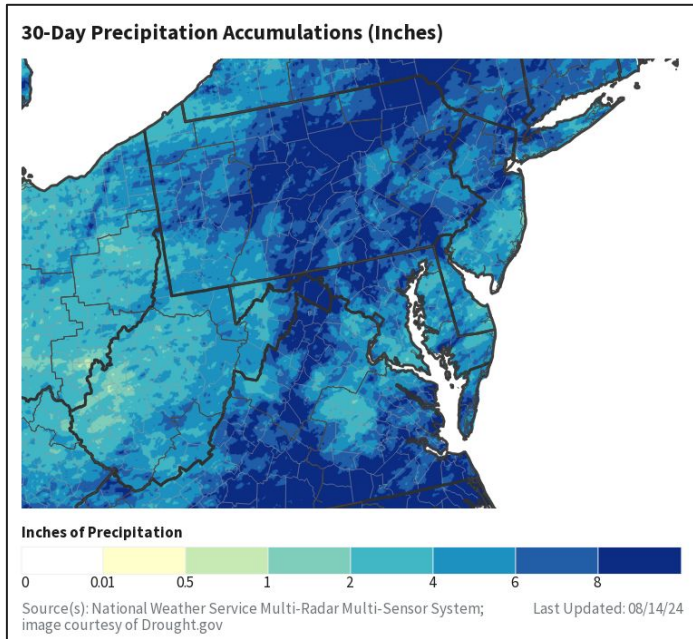 30-Day Precipitation Accumulations (Inches)
Inches of Precipitation
0 0.01 0.5 1 2 4 6 8
Source(s): National Weather Service Multi-Radar Multi-Sensor System; Last Updated: 08/14/24
image courtesy of Drought.gov